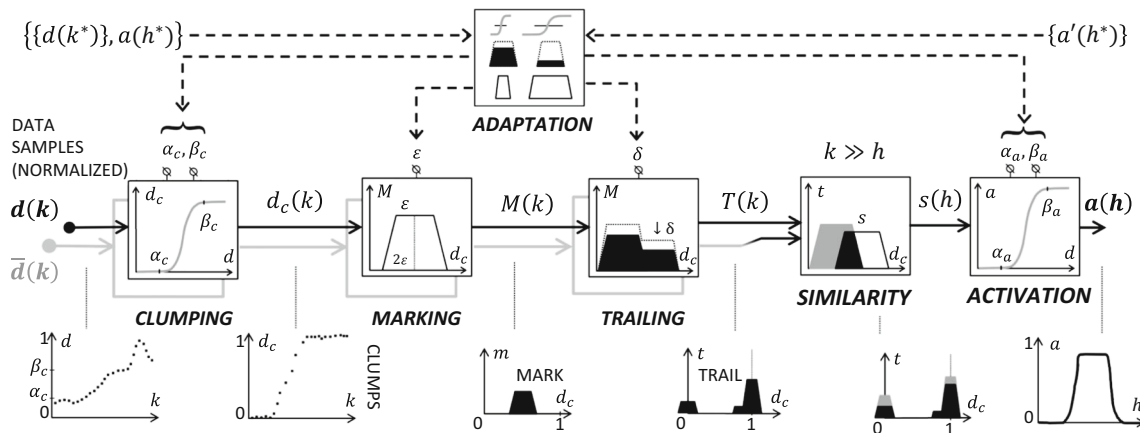 {{d(k*)}, a(h*)}
{a′(h*)}
ADAPTATION
DATA
SAMPLES
(NORMALIZED)
α_c, β_c
ε
δ
k ≫ h
α_a, β_a
d(k)
d̅(k)
d_c
β_c
α_c
d
d_c(k)
M
ε
2ε
d_c
M(k)
M
↓δ
d_c
T(k)
t
s
d_c
s(h)
a
β_a
α_a
d
a(h)
CLUMPING
MARKING
TRAILING
SIMILARITY
ACTIVATION
1
d
β_c
α_c
0
k
1
d_c
0
k
CLUMPS
m
MARK
d_c
0
1
t
TRAIL
d_c
0
1
t
d_c
0
1
1
a
0
h